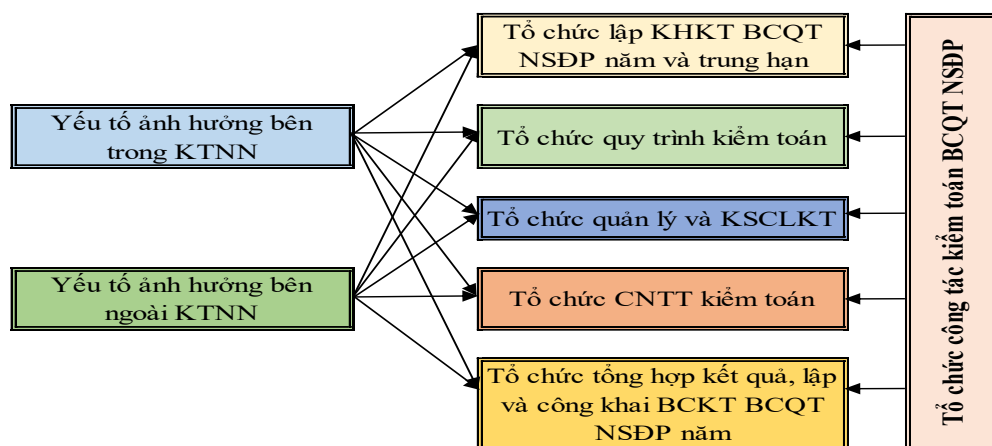 Yếu tố ảnh hưởng bên
trong KTNN
Yếu tố ảnh hưởng bên
ngoài KTNN
Tổ chức lập KHKT BCQT
NSĐP năm và trung hạn
Tổ chức quy trình kiểm toán
Tổ chức quản lý và KSCLKT
Tổ chức CNTT kiểm toán
Tổ chức tổng hợp kết quả, lập
và công khai BCKT BCQT
NSĐP năm
Tổ chức công tác kiểm toán BCQT NSĐP